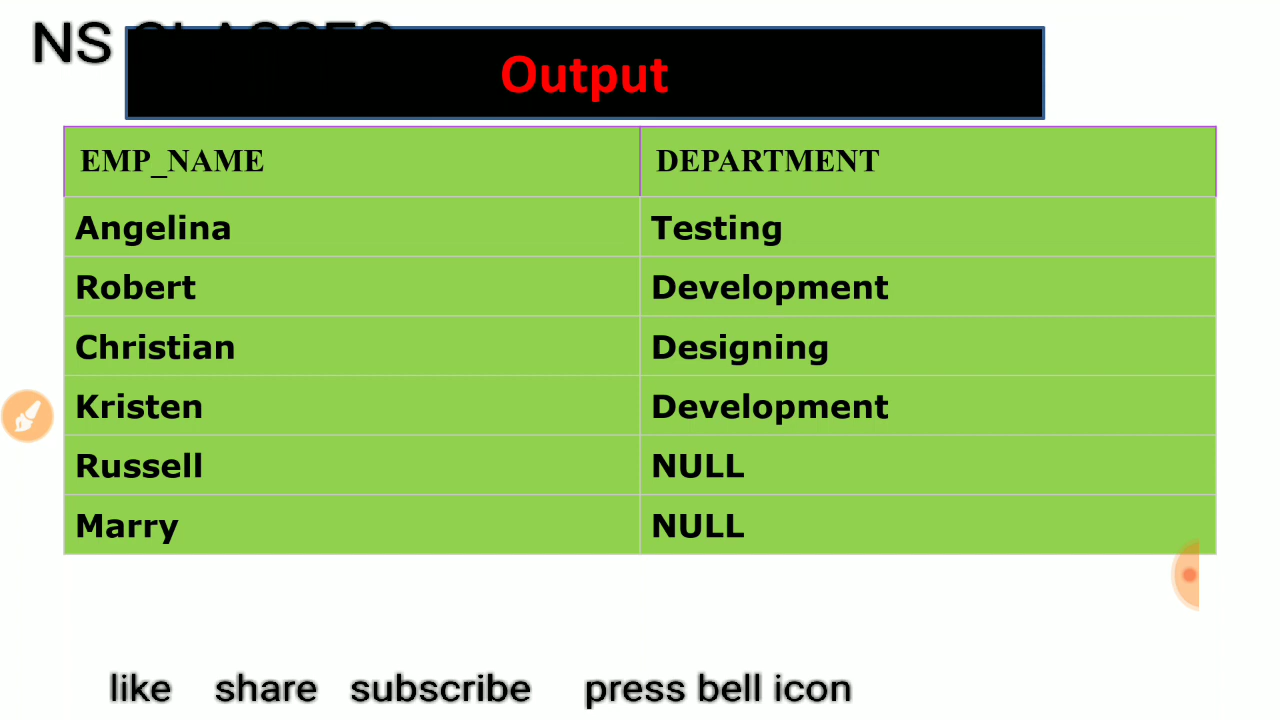 NS
Output
EMP_NAME DEPARTMENT
Angelina Testing
Robert Development
Christian Designing
Kristen Development
Russell NULL
Marry NULL
like share subscribe press bell icon